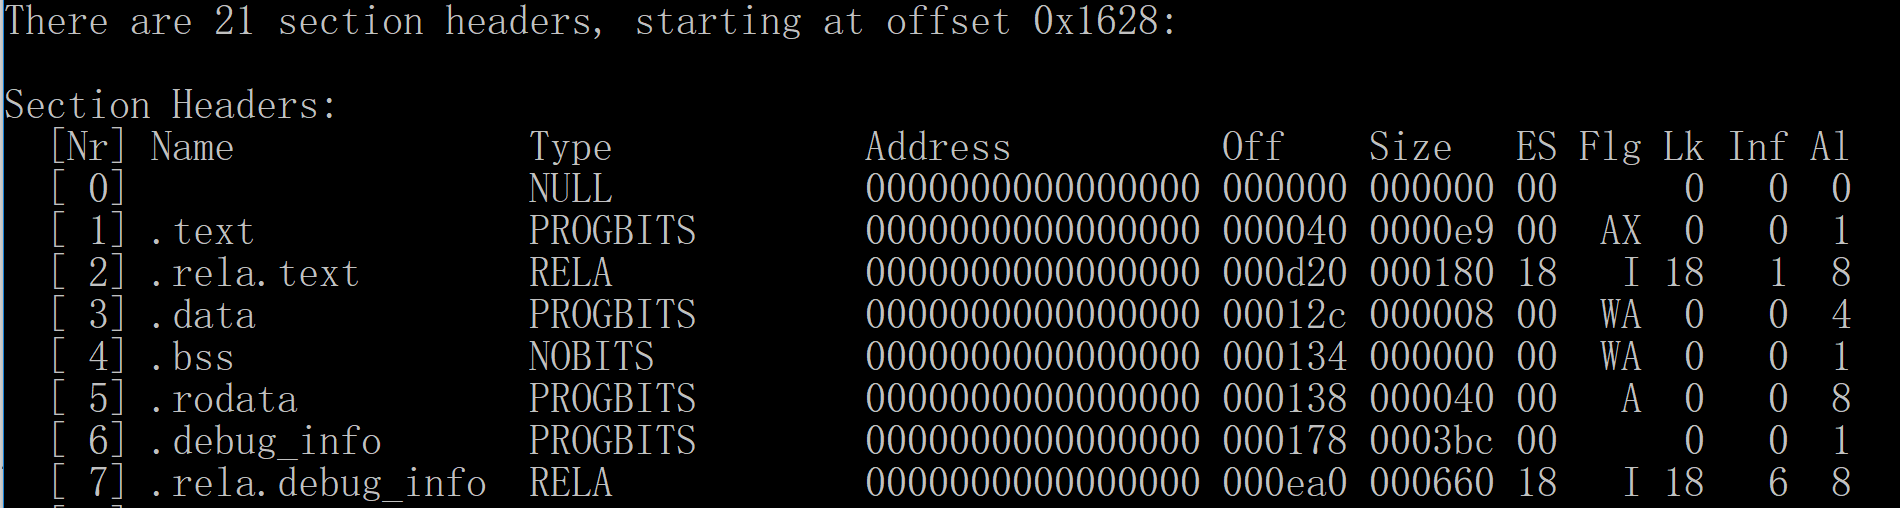 There are 21 section headers, starting at offset 0x1628:
Section Headers:
[Nr] Name Type Address Off Size ES Flg Lk Inf Al
[ 0] NULL 0000000000000000 000000 000000 00 0 0 0
[ 1] .text PROGBITS 0000000000000000 000040 0000e9 00 AX 0 0 1
[ 2] .rela.text RELA 0000000000000000 000d20 000180 18 I 18 1 8
[ 3] .data PROGBITS 0000000000000000 00012c 000008 00 WA 0 0 4
[ 4] .bss NOBITS 0000000000000000 000134 000000 00 WA 0 0 1
[ 5] .rodata PROGBITS 0000000000000000 000138 000040 00 A 0 0 8
[ 6] .debug_info PROGBITS 0000000000000000 000178 0003bc 00 0 0 1
[ 7] .rela.debug_info RELA 0000000000000000 000ea0 000660 18 I 18 6 8